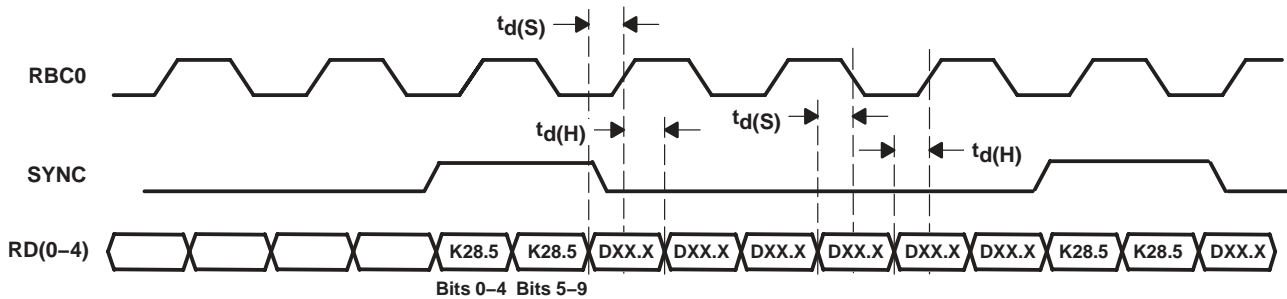 td(S)
RBC0
td(H)
td(S)
td(H)
SYNC
RD(0–4)
K28.5 K28.5 DXX.X DXX.X DXX.X DXX.X DXX.X DXX.X K28.5 K28.5 DXX.X
Bits 0–4 Bits 5–9